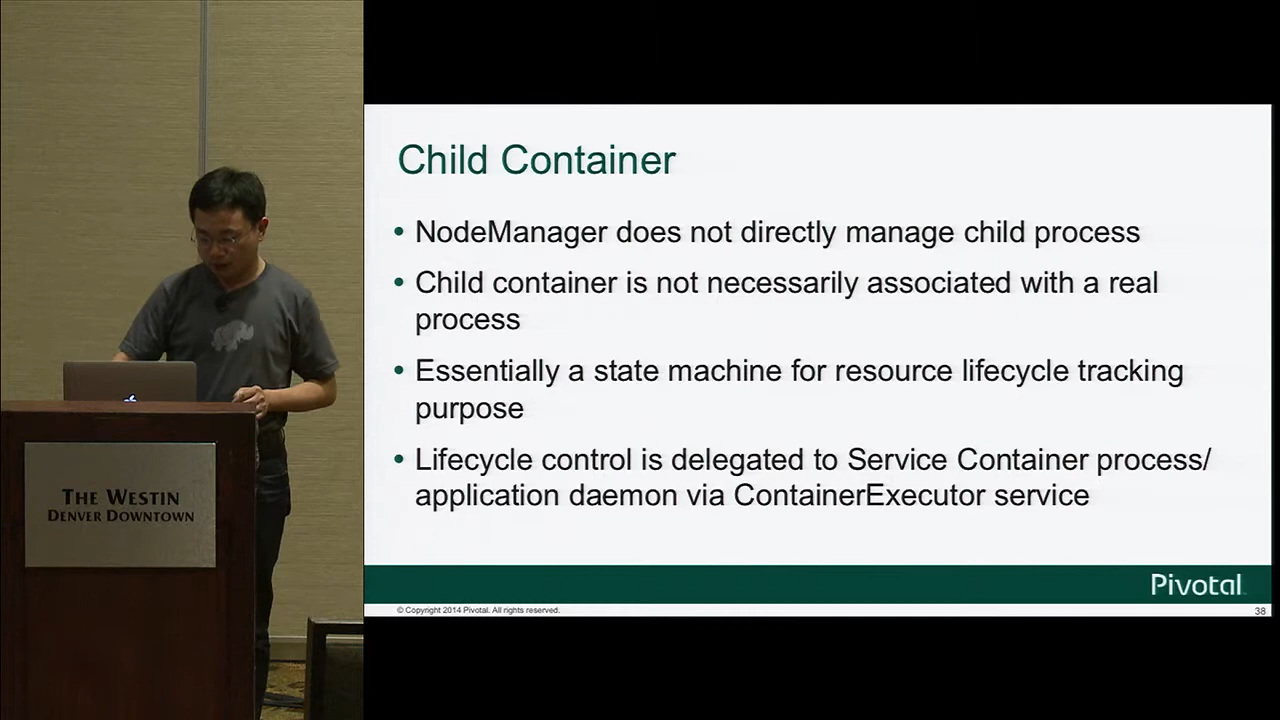 Child Container
• NodeManager does not directly manage child process
• Child container is not necessarily associated with a real
process
• Essentially a state machine for resource lifecycle tracking
purpose
• Lifecycle control is delegated to Service Container process/
application daemon via ContainerExecutor service
Pivotal
© Copyright 2014 Pivotal. All rights reserved.
38
THE WESTIN
DENVER DOWNTOWN